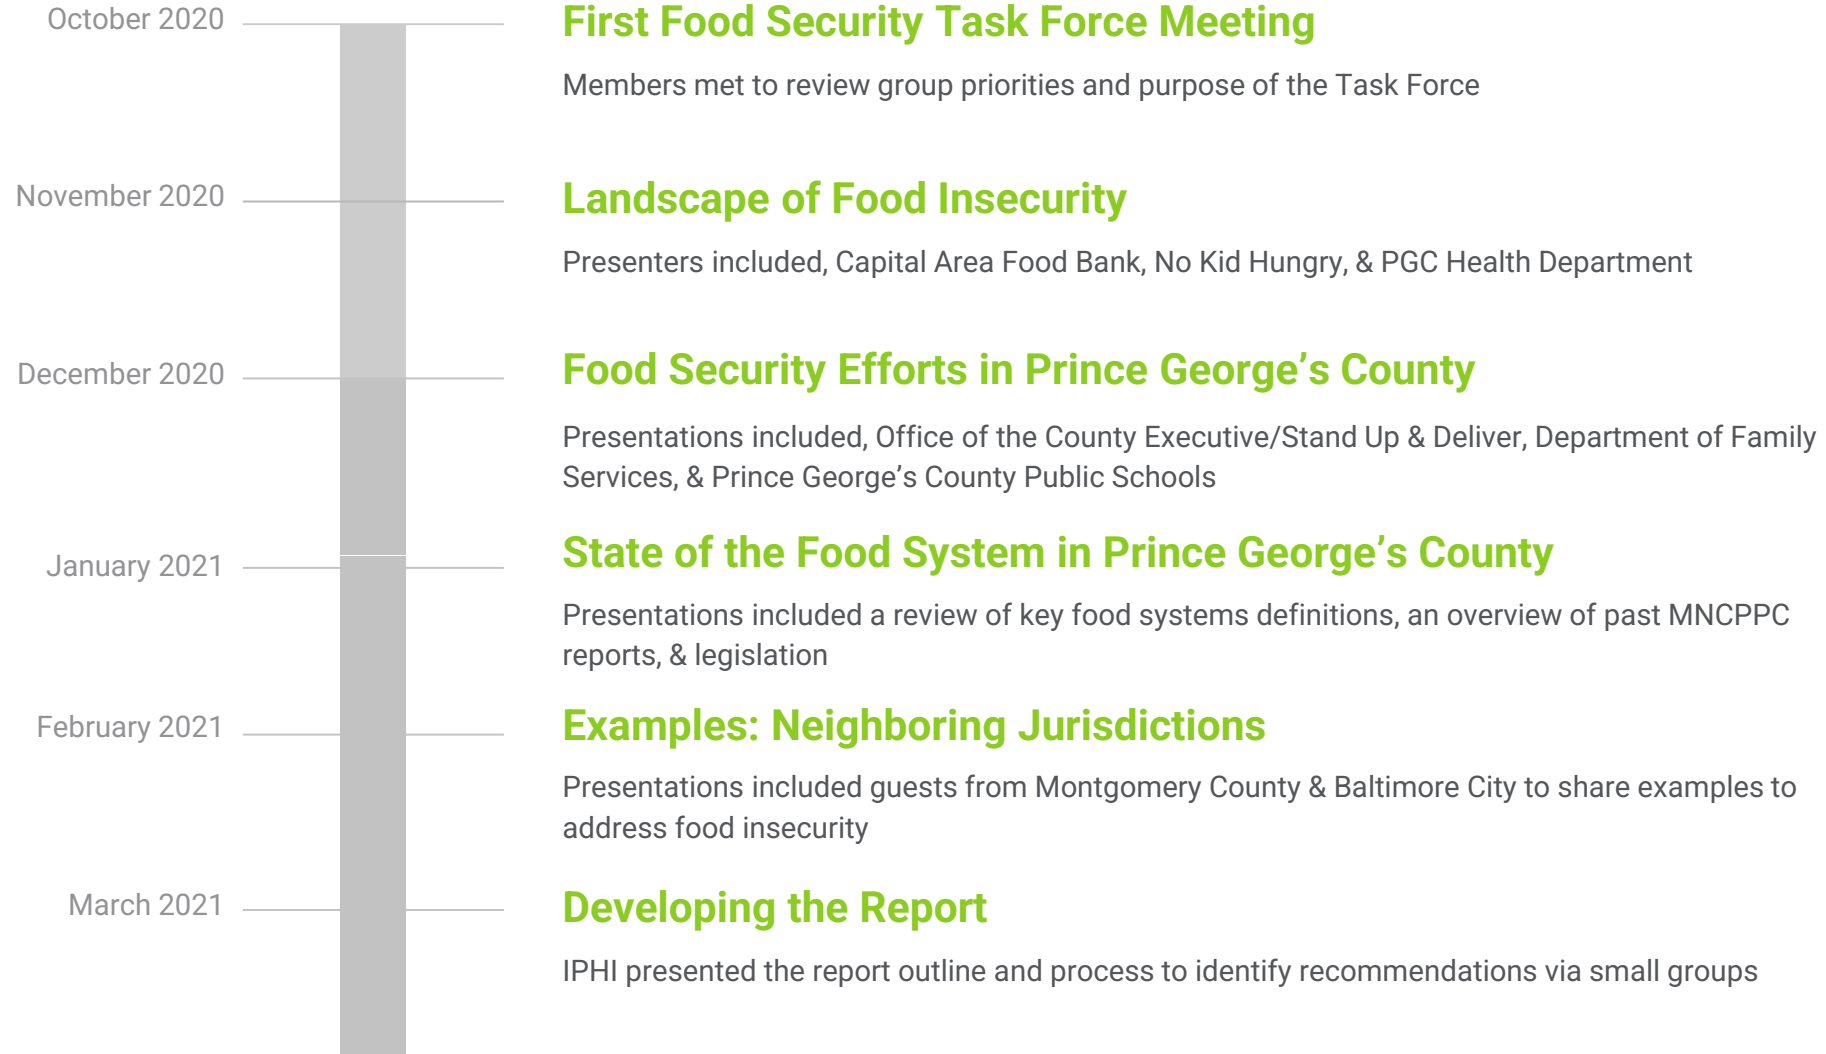 October 2020
First Food Security Task Force Meeting
Members met to review group priorities and purpose of the Task Force
November 2020
Landscape of Food Insecurity
Presenters included, Capital Area Food Bank, No Kid Hungry, & PGC Health Department
December 2020
Food Security Efforts in Prince George’s County
Presentations included, Office of the County Executive/Stand Up & Deliver, Department of Family
Services, & Prince George’s County Public Schools
January 2021
State of the Food System in Prince George’s County
Presentations included a review of key food systems definitions, an overview of past MNCPPC
reports, & legislation
February 2021
Examples: Neighboring Jurisdictions
Presentations included guests from Montgomery County & Baltimore City to share examples to
address food insecurity
March 2021
Developing the Report
IPHI presented the report outline and process to identify recommendations via small groups